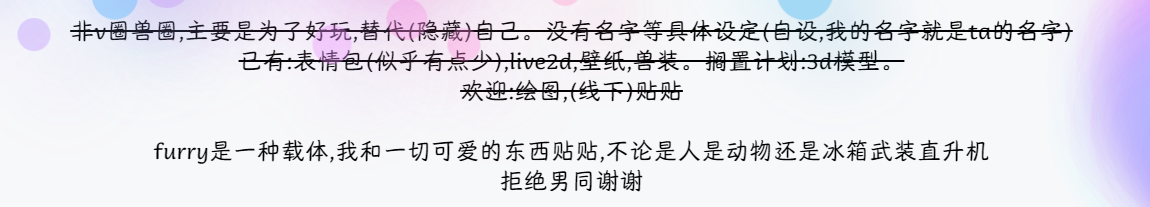 非v圈兽圈,主要是为了好玩,替代(隐藏)自己。没有名字等具体设定(自设,我的名字就是ta的名字)
已有:表情包(似乎有点少),live2d,壁纸,兽装。搁置计划:3d模型。
欢迎:绘图,(线下)贴贴
furry是一种载体,我和一切可爱的东西贴贴,不论是人是动物还是冰箱武装直升机
拒绝男同谢谢